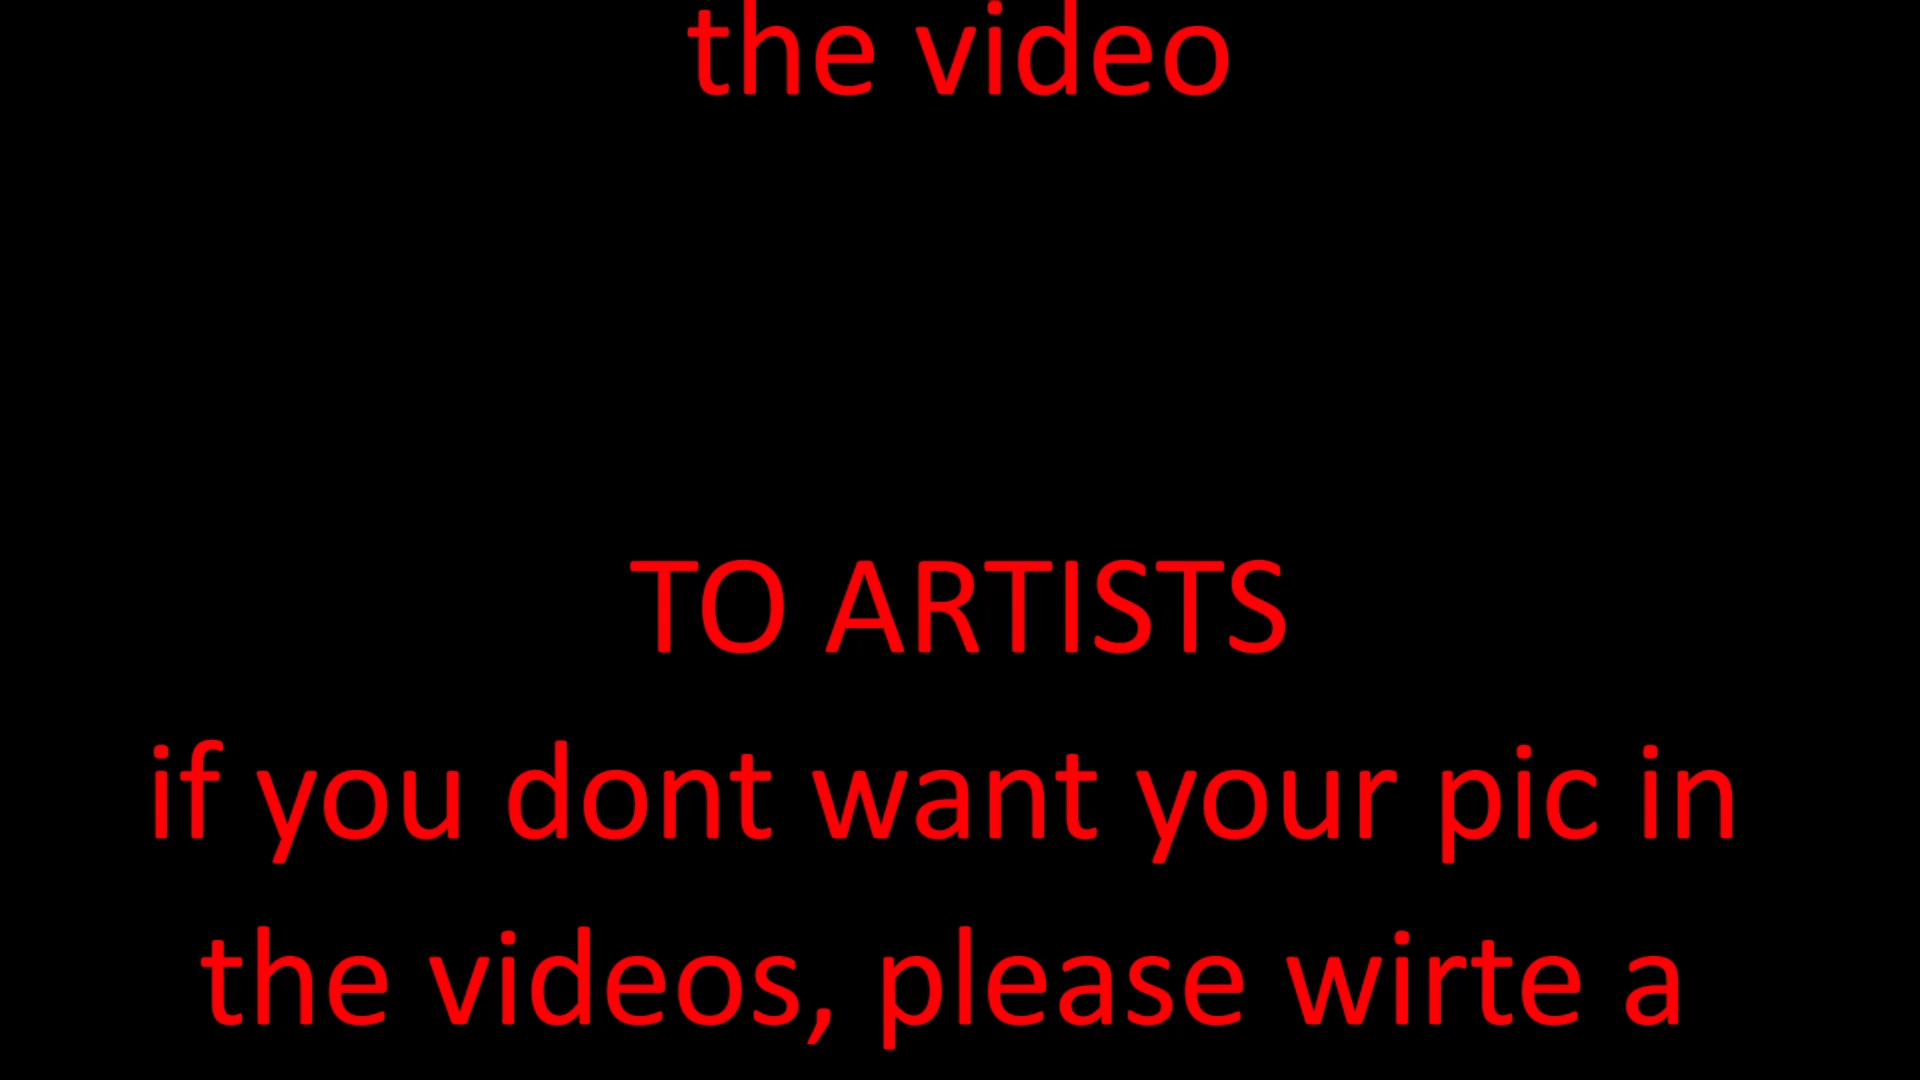 the video
TO ARTISTS
if you dont want your pic in
the videos, please wirte a